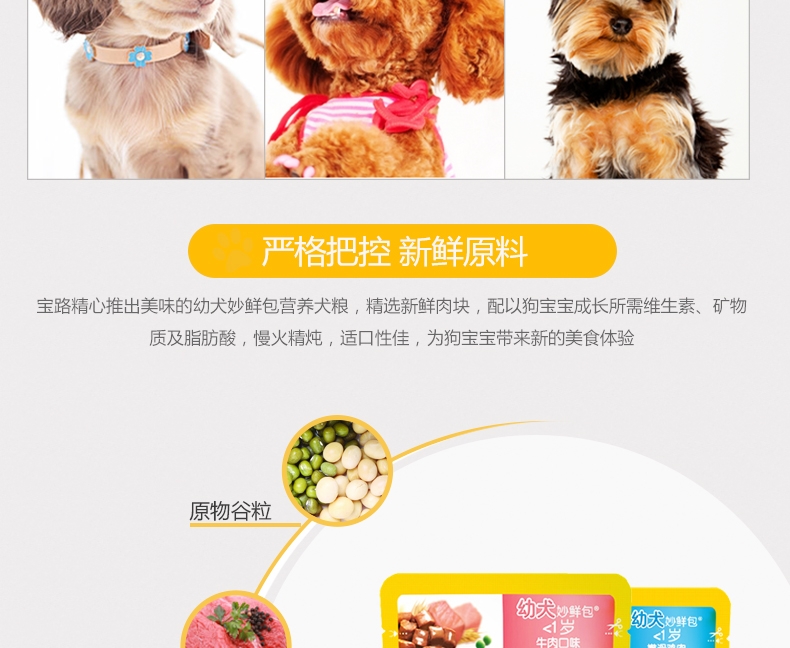 严格把控 新鲜原料
宝路精心推出美味的幼犬妙鲜包营养犬粮，精选新鲜肉块，配以狗宝宝成长所需维生素、矿物
质及脂肪酸，慢火精炖，适口性佳，为狗宝宝带来新的美食体验
原物谷粒
幼犬妙鲜包®
<1岁
牛肉口味
幼犬妙鲜包®
<1岁